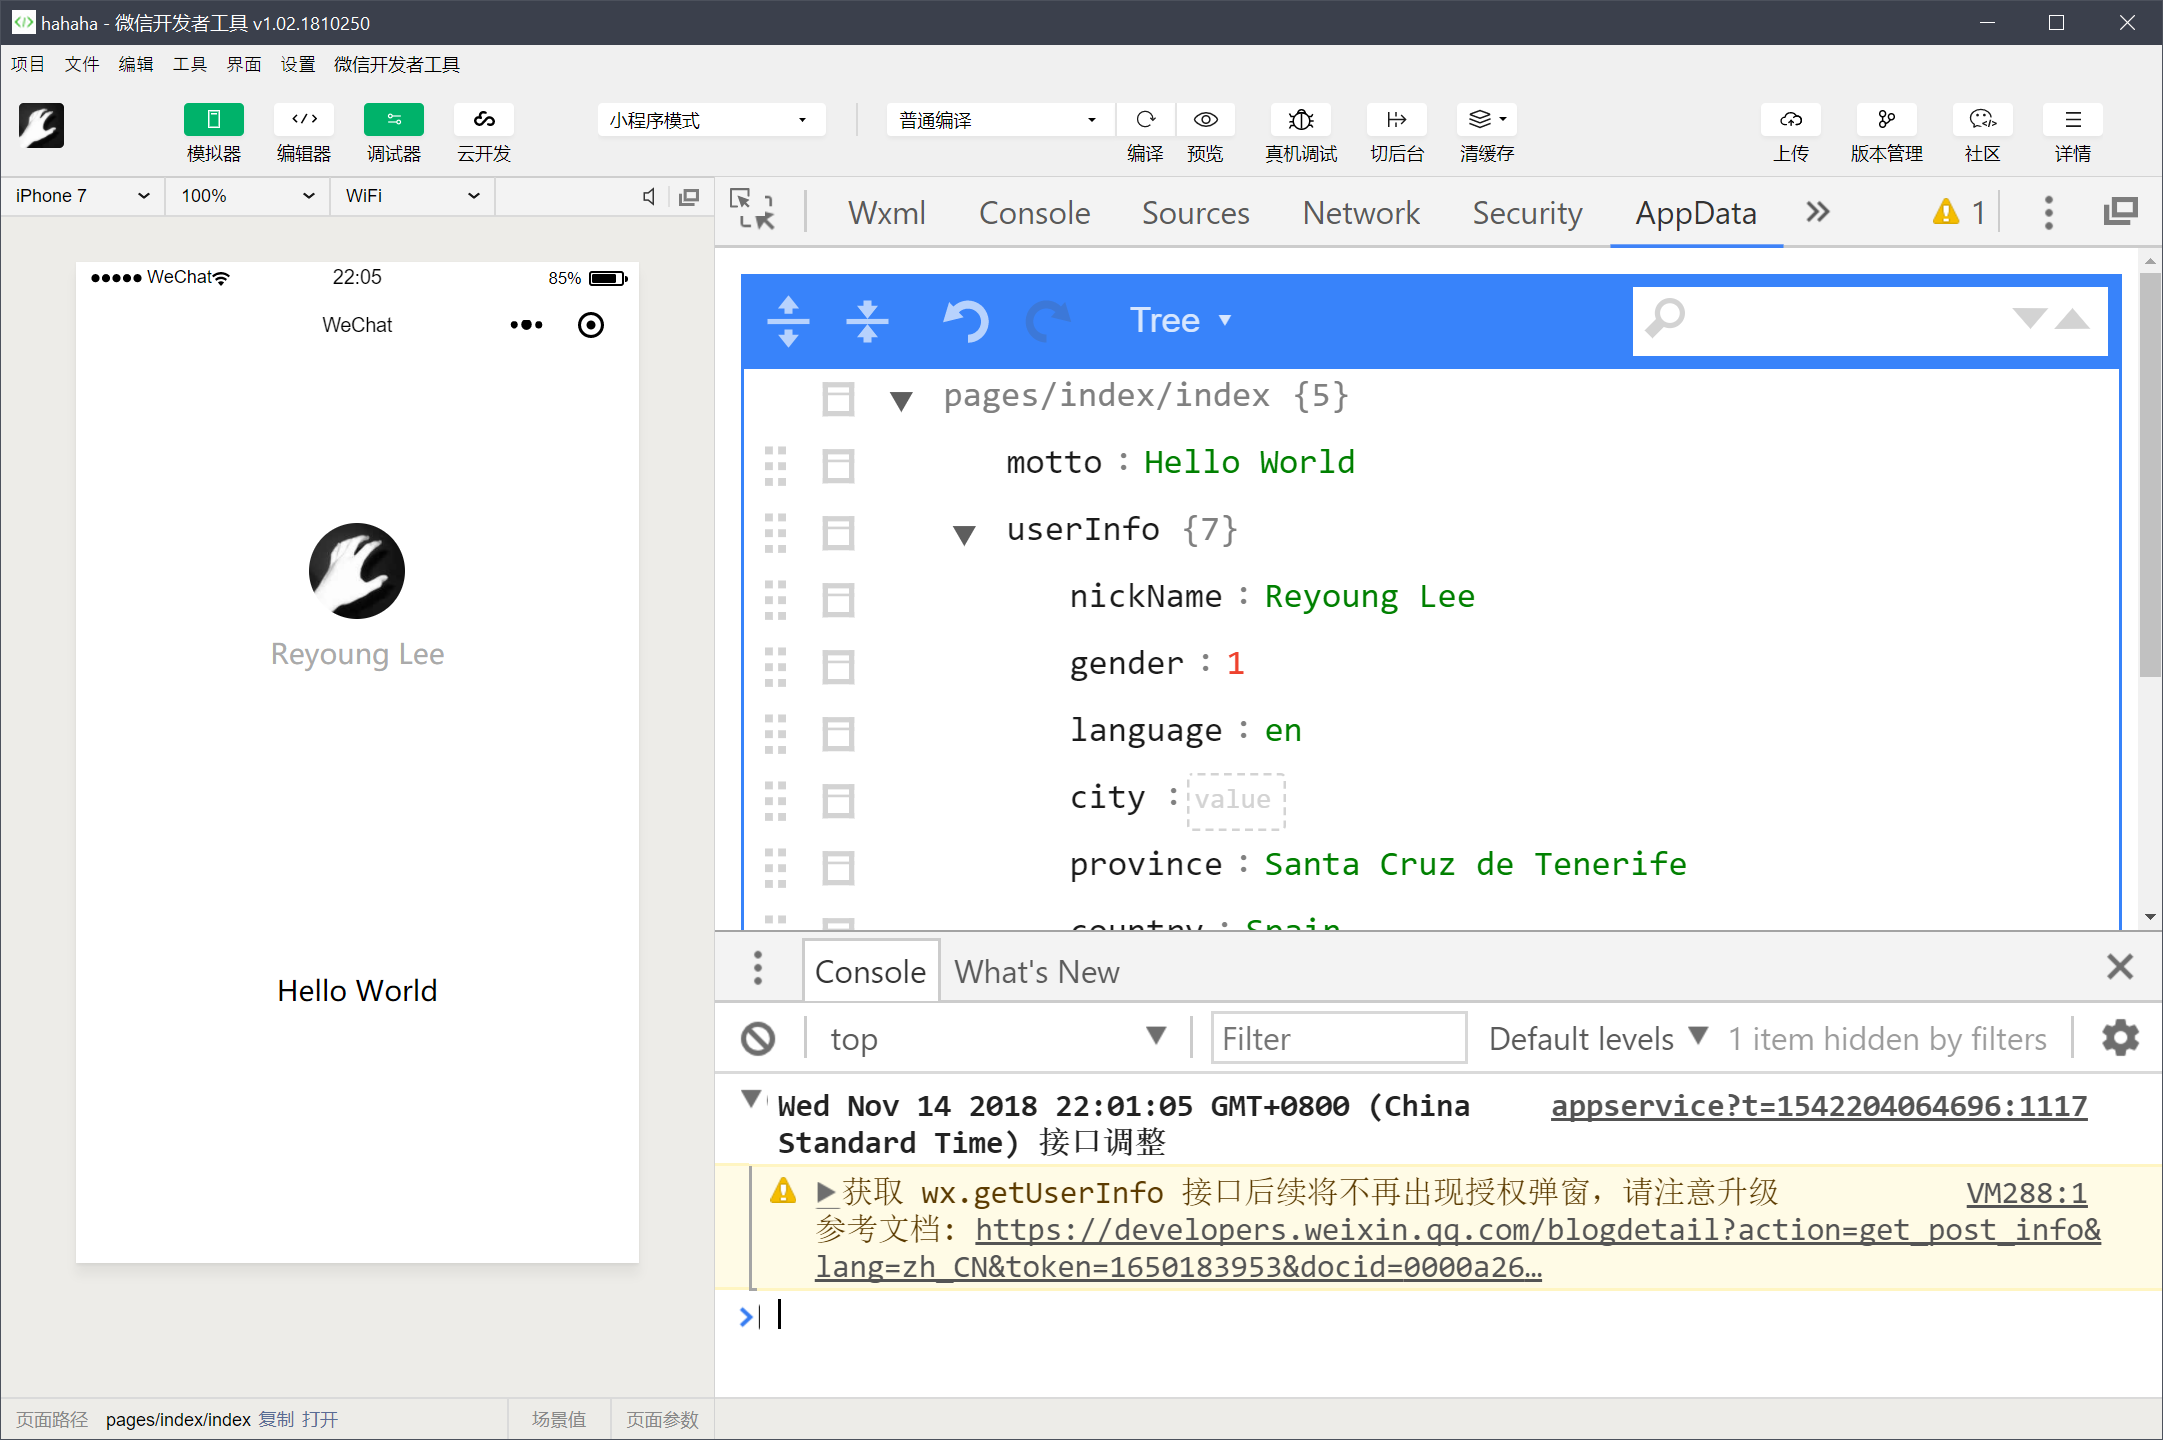 hahaha - 微信开发者工具 v1.02.1810250
项目 文件 编辑 工具 界面 设置 微信开发者工具
小程序模式 普通编译
模拟器 编辑器 调试器 云开发 编译 预览 真机调试 切后台 清缓存 上传 版本管理 社区 详情
iPhone 7 100% WiFi
Wxml Console Sources Network Security AppData 1
WeChat 22:05 85%
WeChat
Reyoung Lee
Hello World
Tree
pages/index/index {5}
motto : Hello World
userInfo {7}
nickName : Reyoung Lee
gender : 1
language : en
city : value
province : Santa Cruz de Tenerife
country : Spain
Console What's New
top Filter Default levels 1 item hidden by filters
Wed Nov 14 2018 22:01:05 GMT+0800 (China appservice?t=1542204064696:1117
Standard Time) 接口调整
获取 wx.getUserInfo 接口后续将不再出现授权弹窗，请注意升级 VM288:1
参考文档: https://developers.weixin.qq.com/blogdetail?action=get_post_info&
lang=zh_CN&token=1650183953&docid=0000a26…
页面路径 pages/index/index 复制 打开 场景值 页面参数